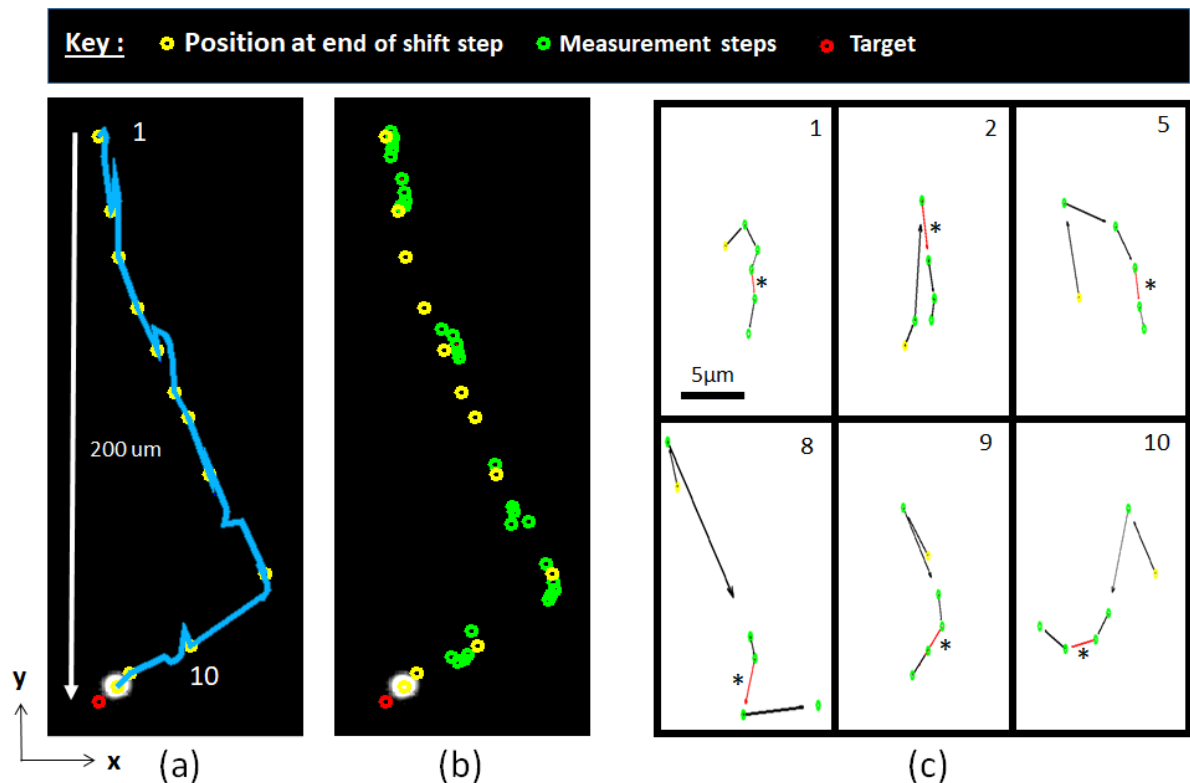 Key : Position at end of shift step Measurement steps Target
1
200 um
10
y
x
(a)
(b)
1 2 5
*
*
*
5μm
8 9 10
*
*
*
(c)